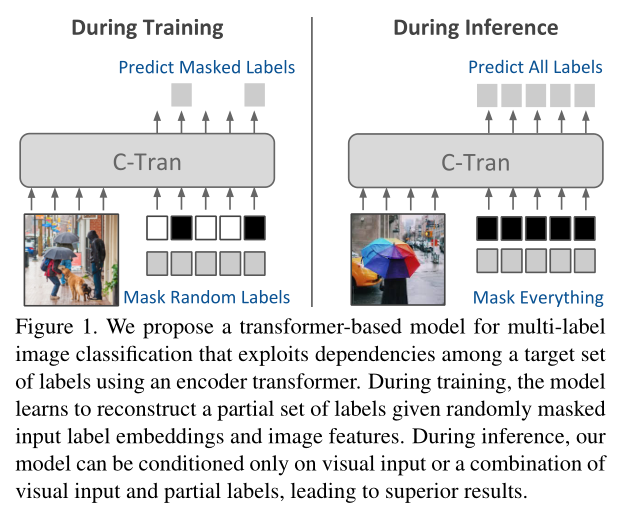 During Training
During Inference
Predict Masked Labels
Predict All Labels
C-Tran
C-Tran
Mask Random Labels
Mask Everything
Figure 1. We propose a transformer-based model for multi-label
image classification that exploits dependencies among a target set
of labels using an encoder transformer. During training, the model
learns to reconstruct a partial set of labels given randomly masked
input label embeddings and image features. During inference, our
model can be conditioned only on visual input or a combination of
visual input and partial labels, leading to superior results.